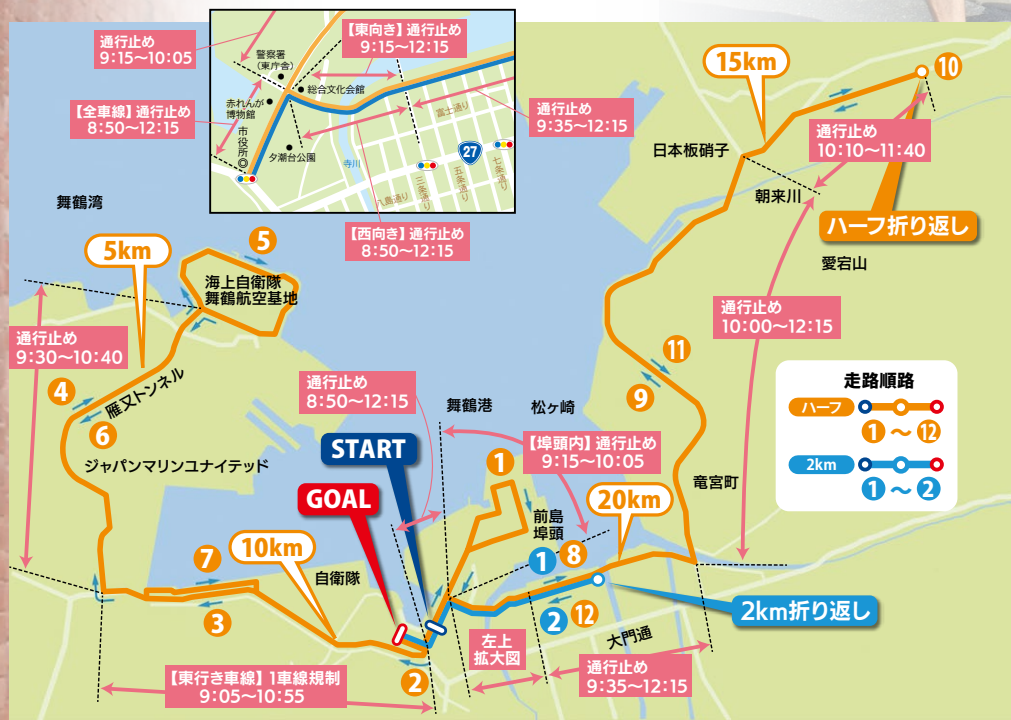 通行止め
9:15～10:05
警察署
(東庁舎)
【東向き】通行止め
9:15～12:15
総合文化会館
【全車線】通行止め
8:50～12:15
赤れんが
博物館
市役所◎
夕潮台公園
寺川
富士通り
27
八島通り
三条通り
五条通り
七条通り
通行止め
9:35～12:15
【西向き】通行止め
8:50～12:15
舞鶴湾
5km
5
海上自衛隊
舞鶴航空基地
通行止め
9:30～10:40
4
雁又トンネル
6
ジャパンマリンユナイテッド
通行止め
8:50～12:15
舞鶴港
松ヶ崎
START
GOAL
【埠頭内】通行止め
9:15～10:05
1
前島
埠頭
20km
7
10km
自衛隊
3
1
8
2
12
2
左上
拡大図
大門通
通行止め
9:35～12:15
2km折り返し
【東行き車線】1車線規制
9:05～10:55
15km
10
日本板硝子
通行止め
10:10～11:40
朝来川
ハーフ折り返し
愛宕山
通行止め
10:00～12:15
11
9
竜宮町
走路順路
ハーフ
1～12
2km
1～2